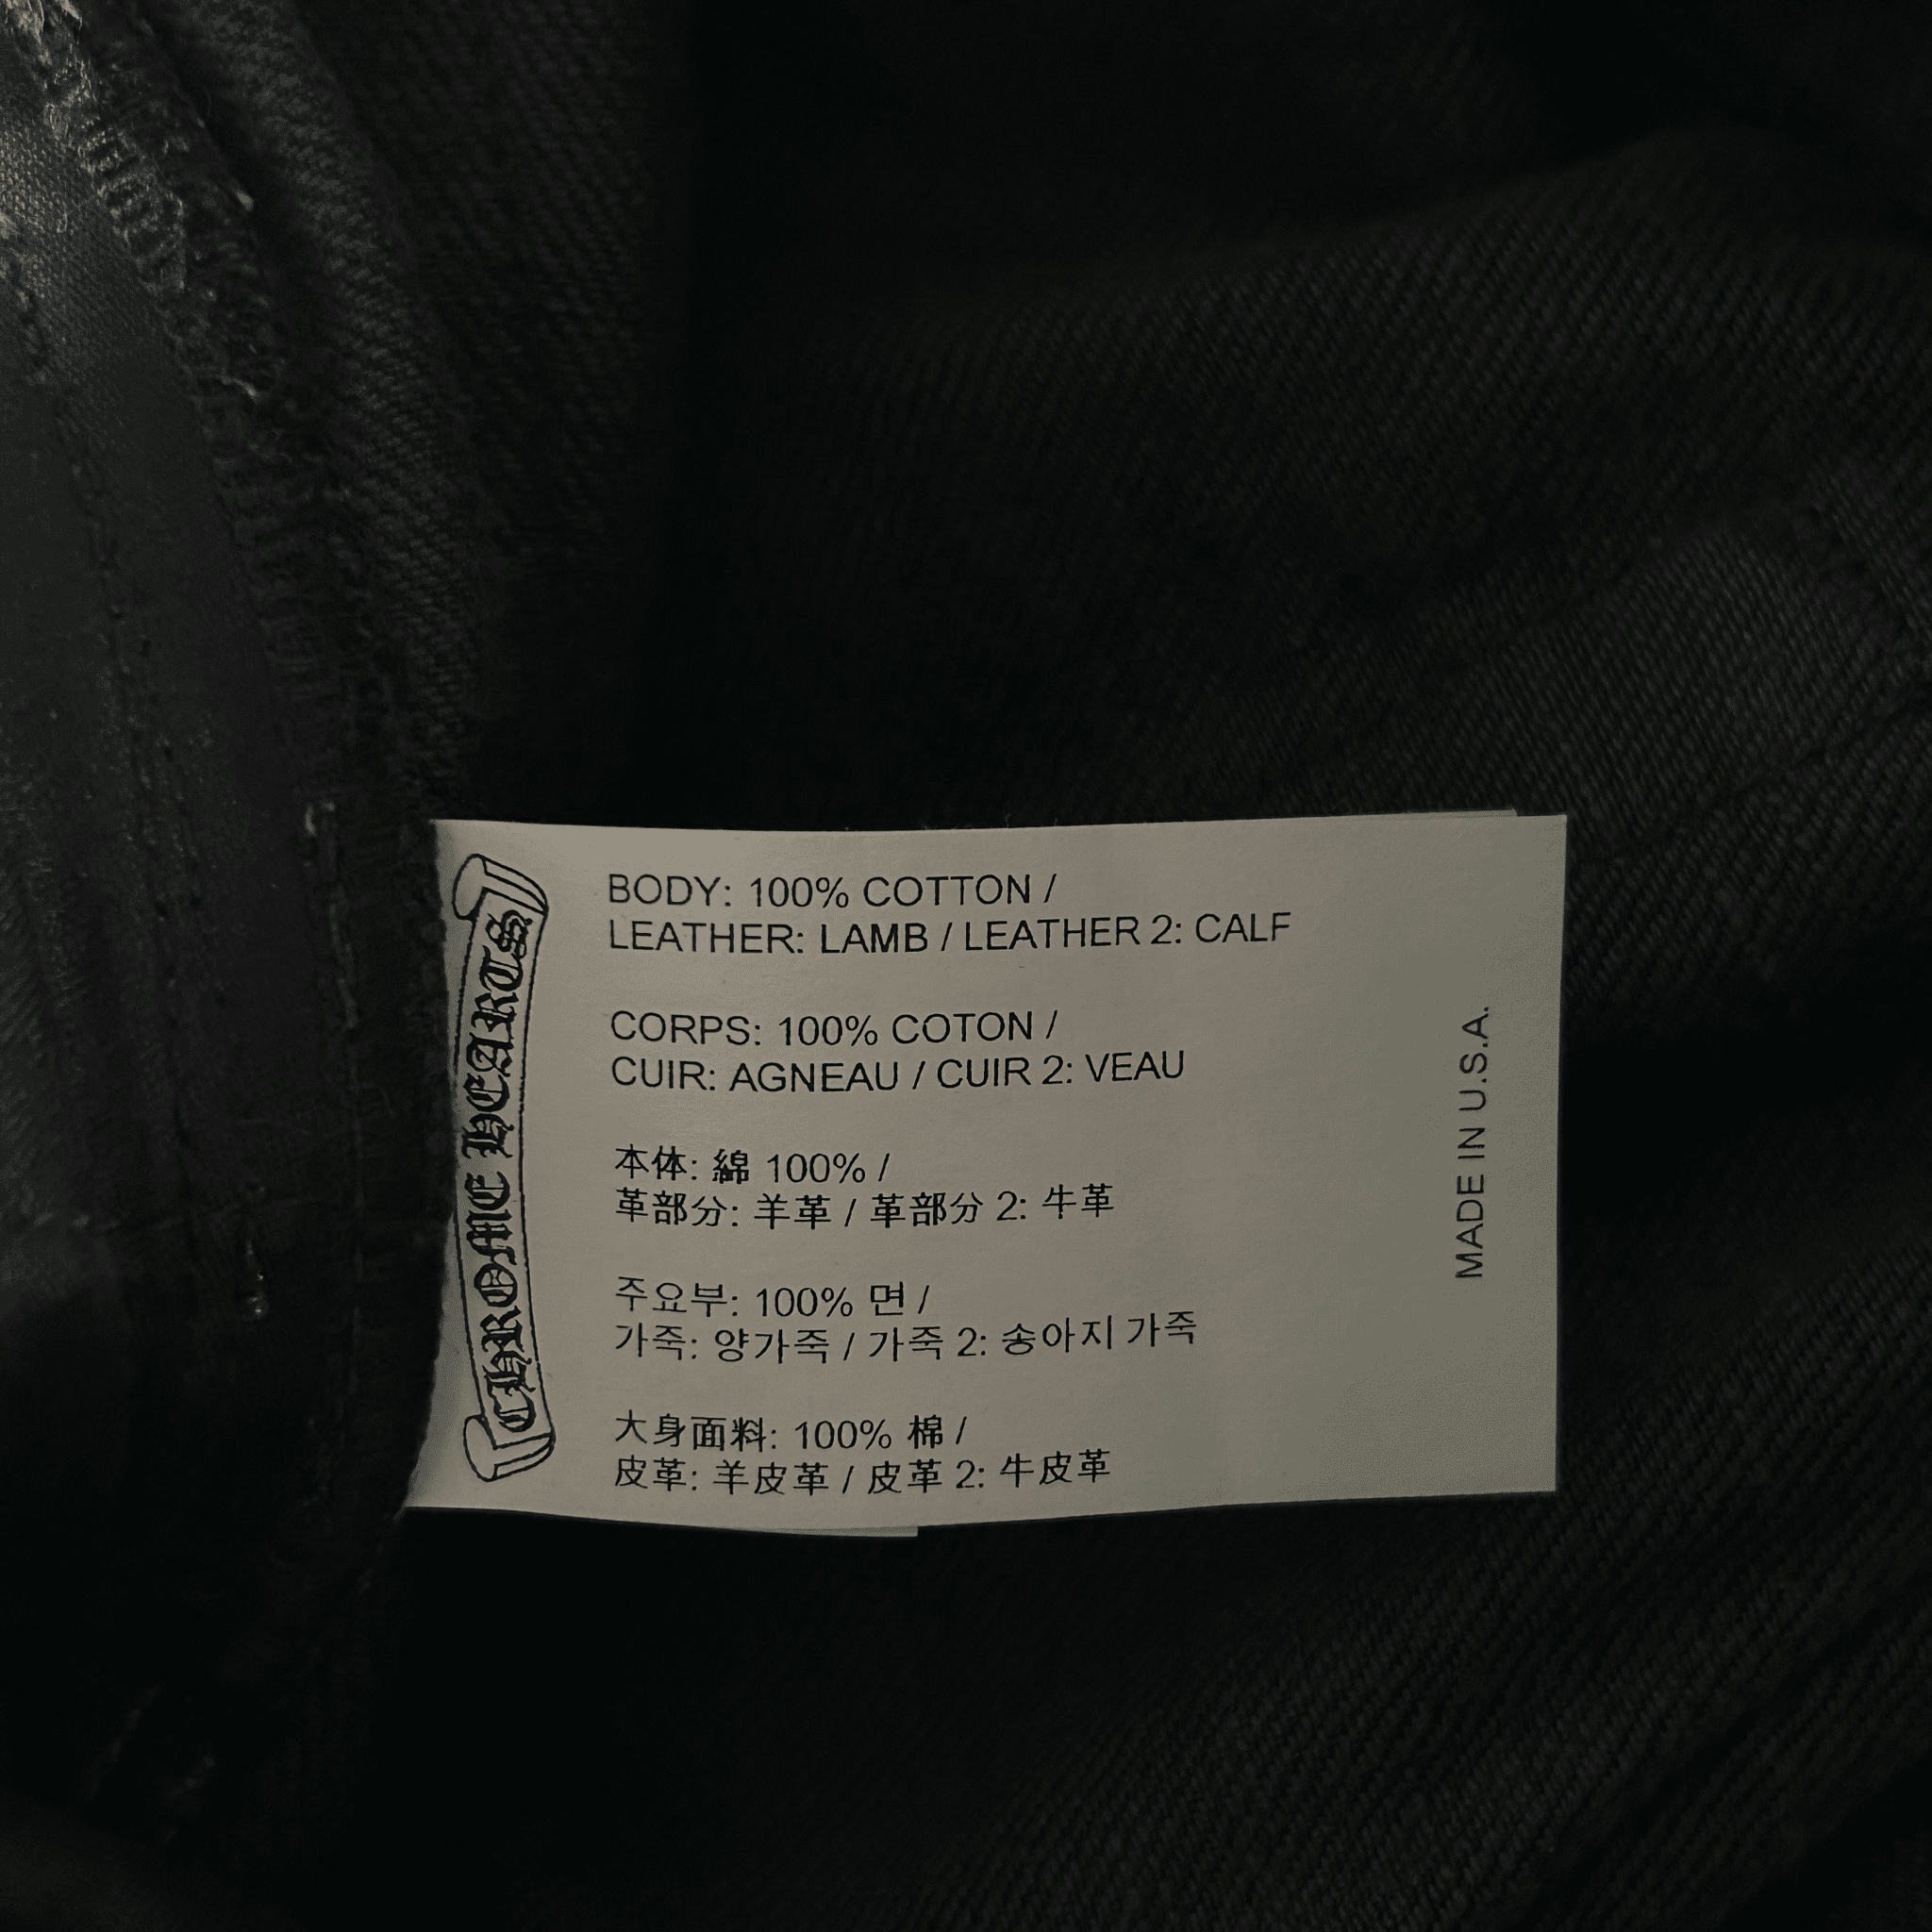 CHROME HEARTS
BODY: 100% COTTON /
LEATHER: LAMB / LEATHER 2: CALF
CORPS: 100% COTON /
CUIR: AGNEAU / CUIR 2: VEAU
本体: 綿 100% /
革部分: 羊革 / 革部分 2: 牛革
주요부: 100% 면 /
가죽: 양가죽 / 가죽 2: 송아지 가죽
大身面料: 100% 棉 /
皮革: 羊皮革 / 皮革 2: 牛皮革
MADE IN U.S.A.